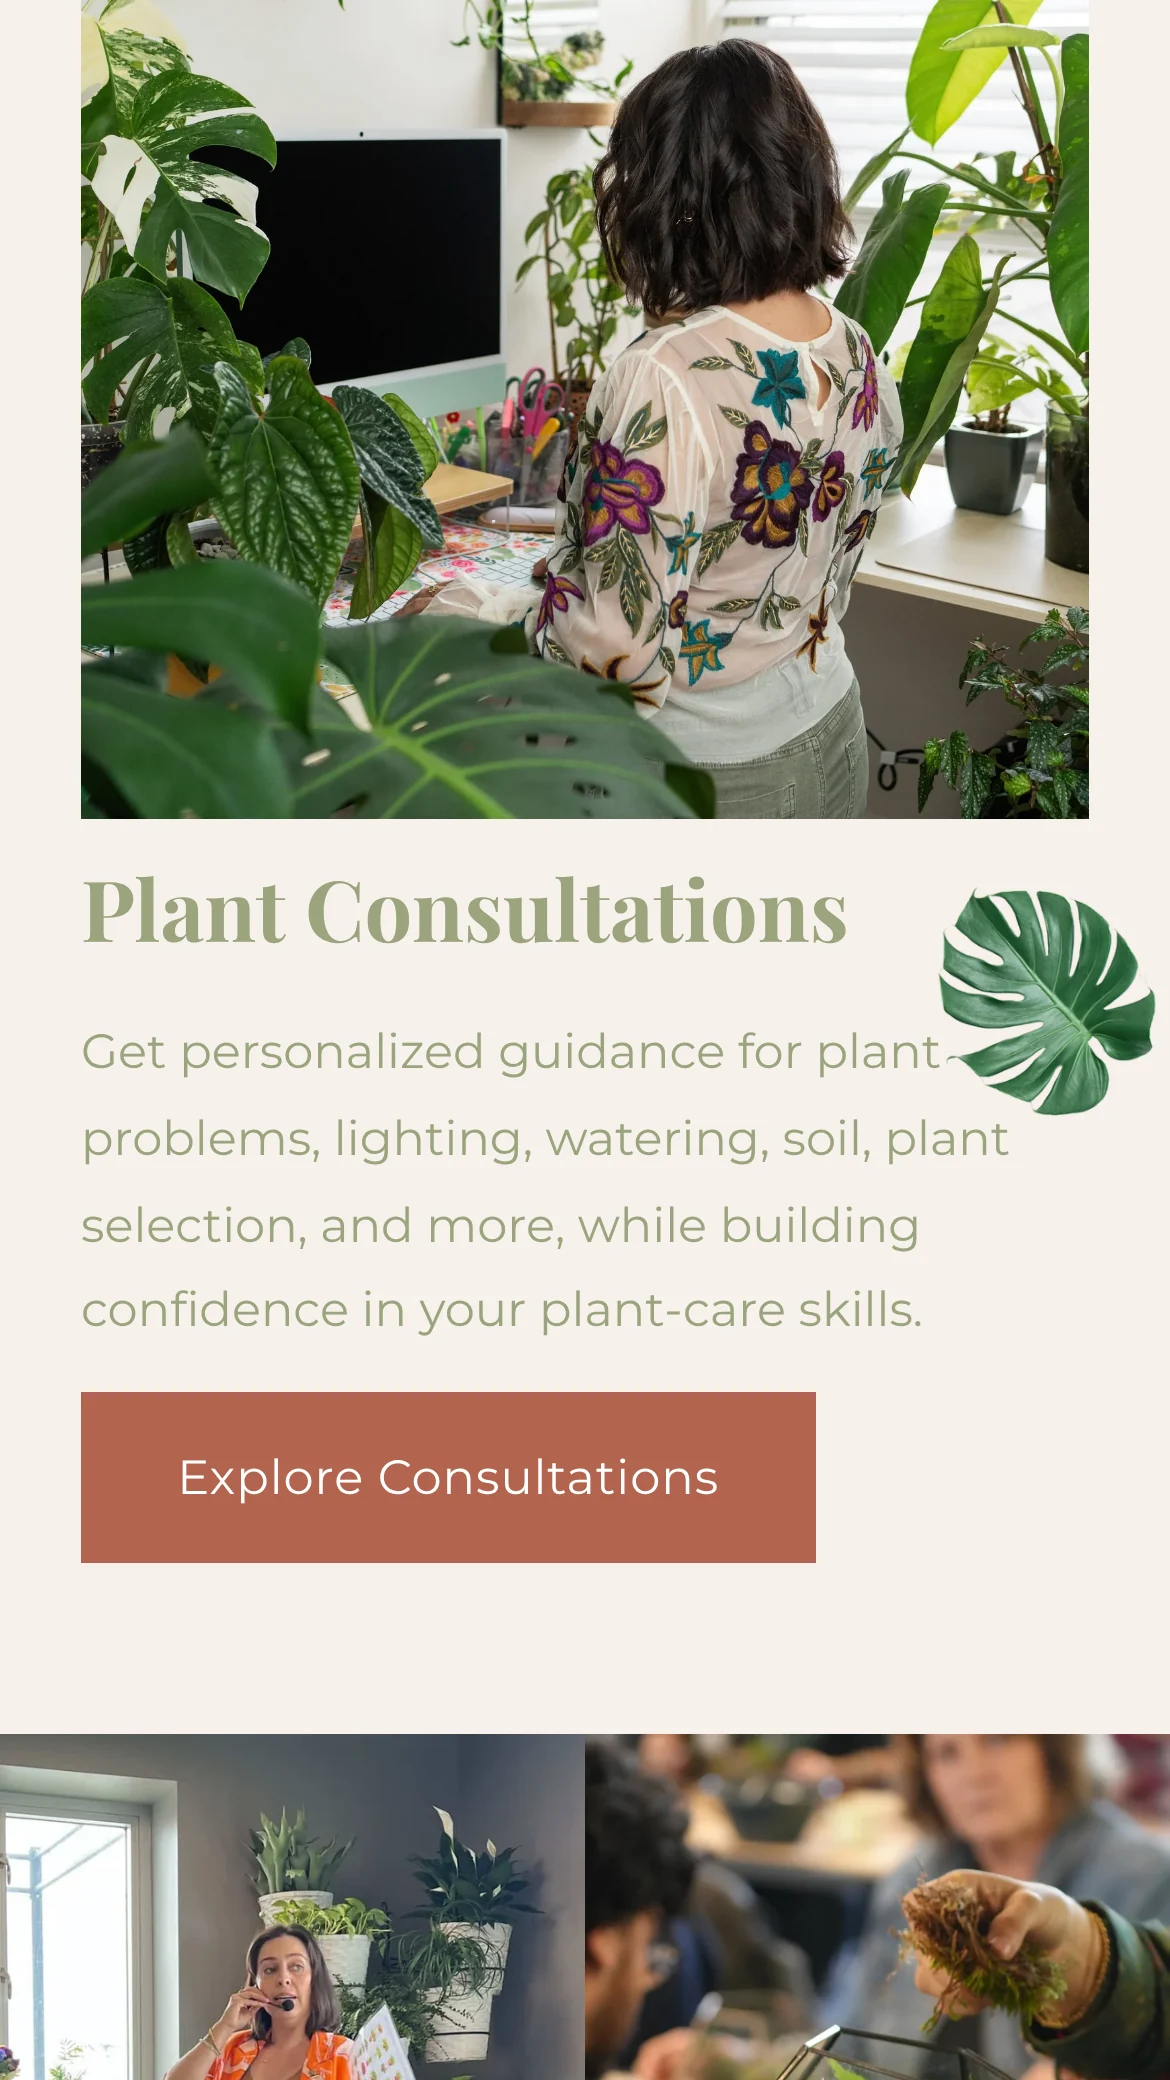 Plant Consultations
Get personalized guidance for plant
problems, lighting, watering, soil, plant
selection, and more, while building
confidence in your plant-care skills.
Explore Consultations